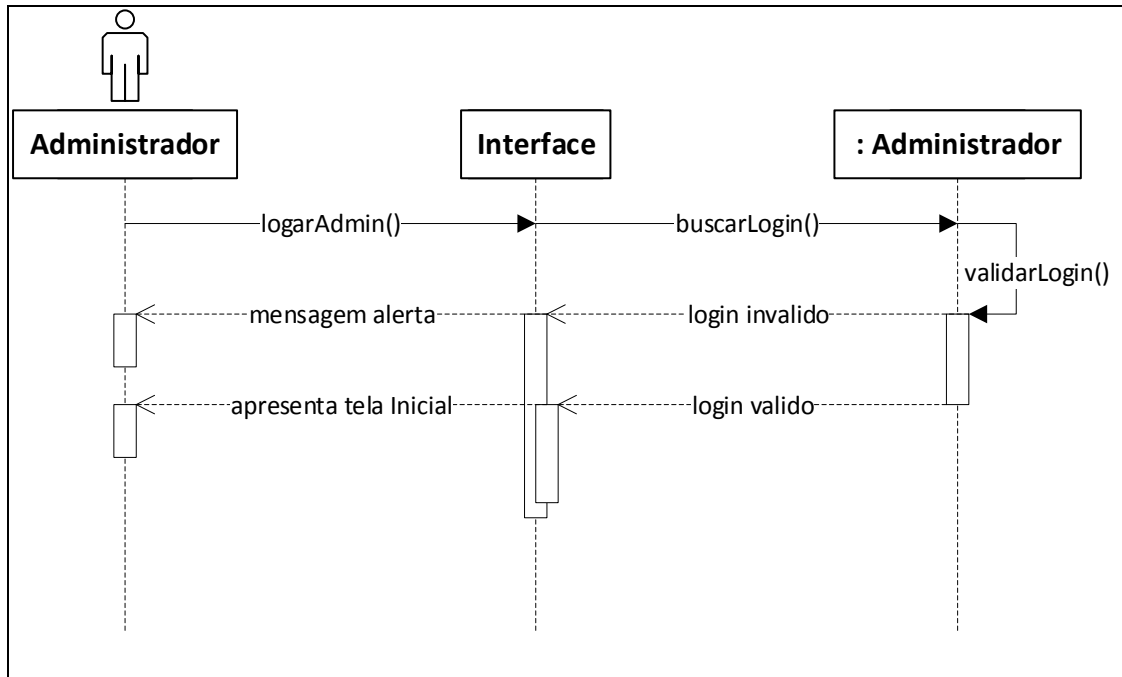 Administrador
Interface
: Administrador
logarAdmin()
buscarLogin()
validarLogin()
mensagem alerta
login invalido
apresenta tela Inicial
login valido